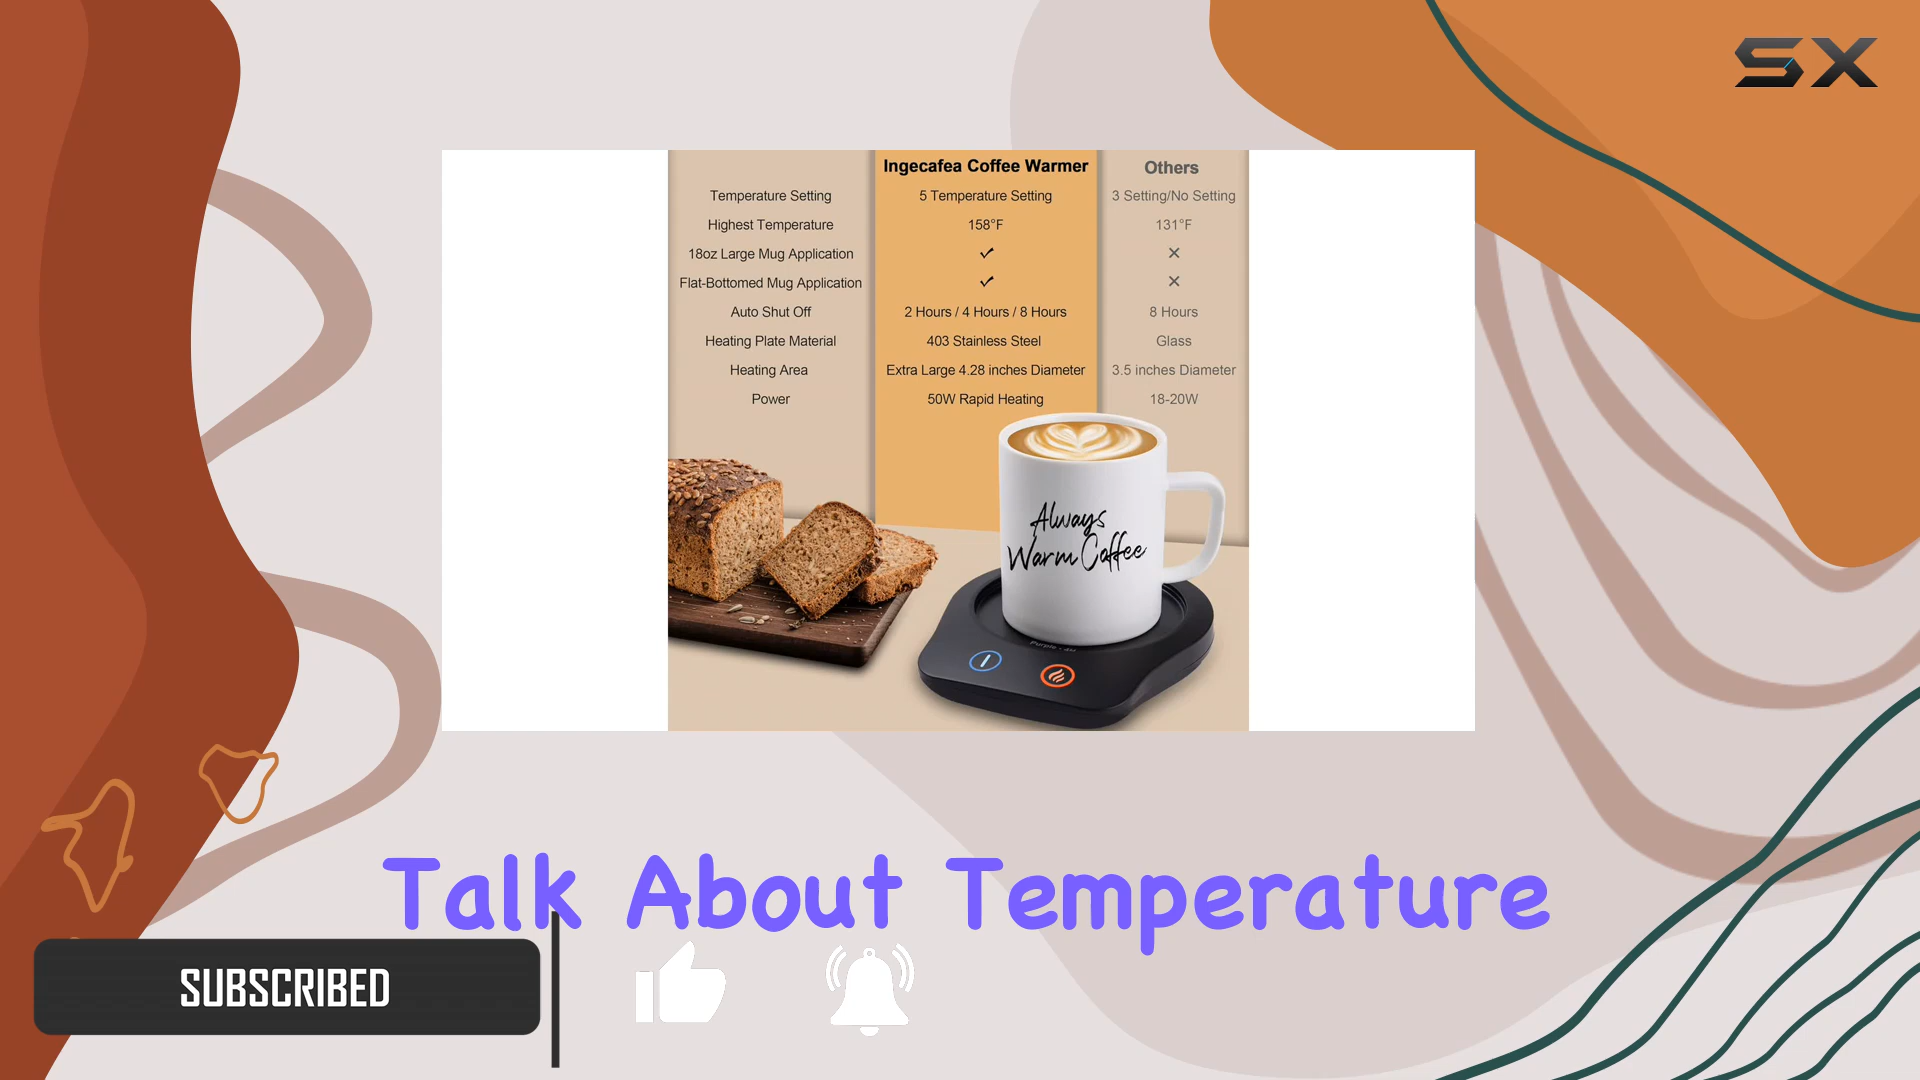 SX
Ingecafea Coffee Warmer Others
Temperature Setting 5 Temperature Setting 3 Setting/No Setting
Highest Temperature 158°F 131°F
18oz Large Mug Application ✓ ✕
Flat-Bottomed Mug Application ✓ ✕
Auto Shut Off 2 Hours / 4 Hours / 8 Hours 8 Hours
Heating Plate Material 403 Stainless Steel Glass
Heating Area Extra Large 4.28 inches Diameter 3.5 inches Diameter
Power 50W Rapid Heating 18-20W
Always
Warm Coffee
Talk About Temperature
SUBSCRIBED